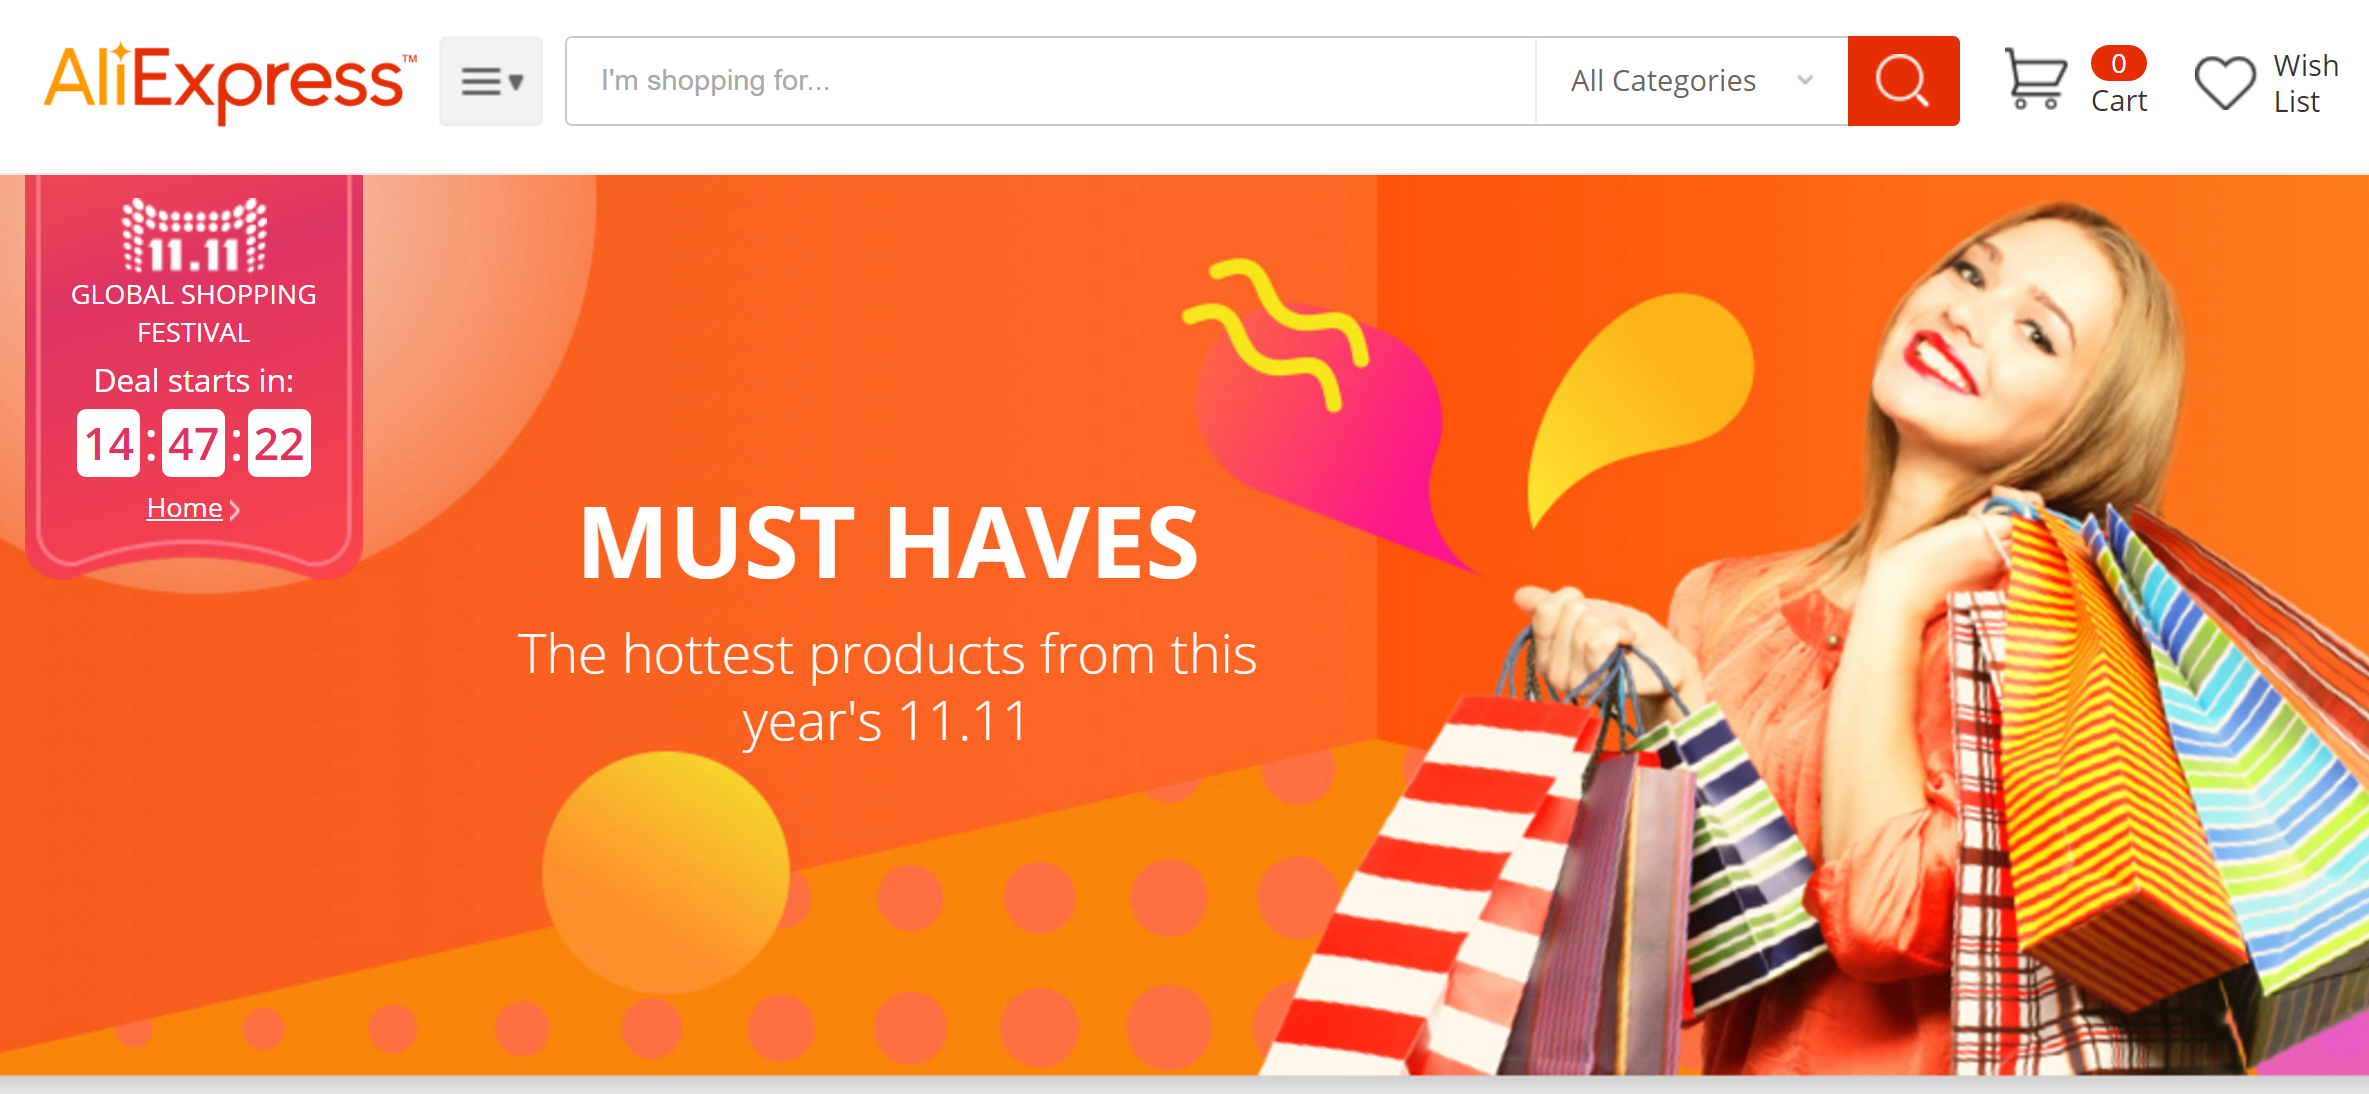 AliExpress™
I'm shopping for...
All Categories
0
Cart
Wish
List
11.11
GLOBAL SHOPPING
FESTIVAL
Deal starts in:
14:47:22
Home
MUST HAVES
The hottest products from this
year's 11.11